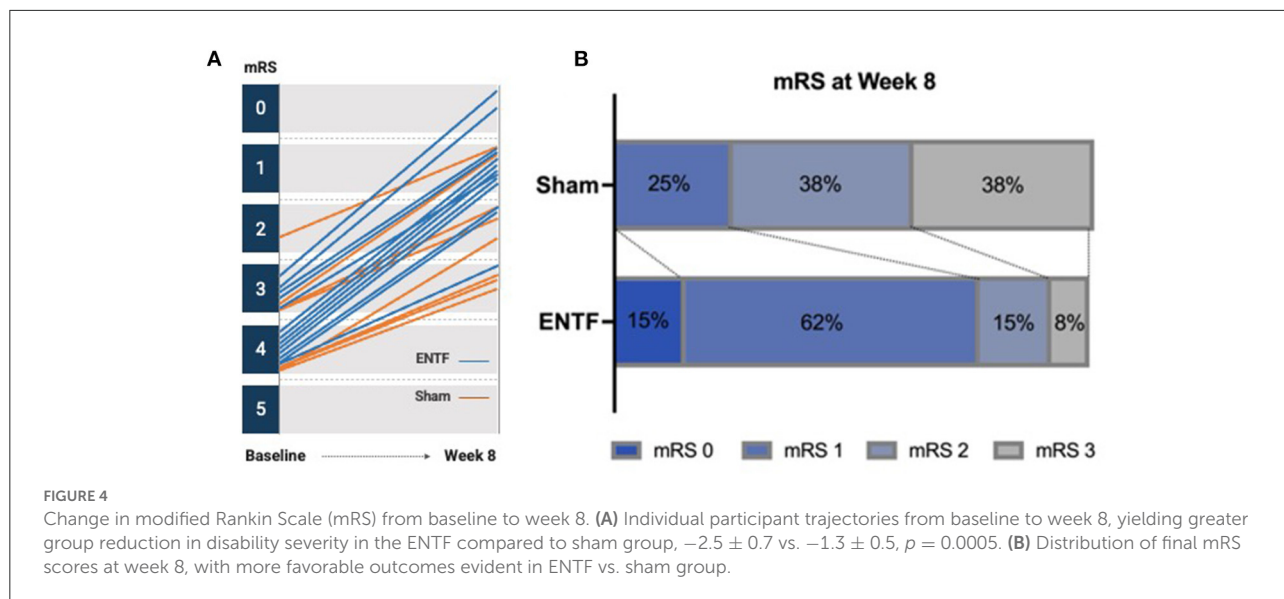 A
mRS
0
1
2
3
4
5
ENTF
Sham
Baseline
Week 8
B
mRS at Week 8
Sham
25%
38%
38%
ENTF
15%
62%
15%
8%
mRS 0
mRS 1
mRS 2
mRS 3
FIGURE 4
Change in modified Rankin Scale (mRS) from baseline to week 8. (A) Individual participant trajectories from baseline to week 8, yielding greater
group reduction in disability severity in the ENTF compared to sham group, −2.5 ± 0.7 vs. −1.3 ± 0.5, p = 0.0005. (B) Distribution of final mRS
scores at week 8, with more favorable outcomes evident in ENTF vs. sham group.